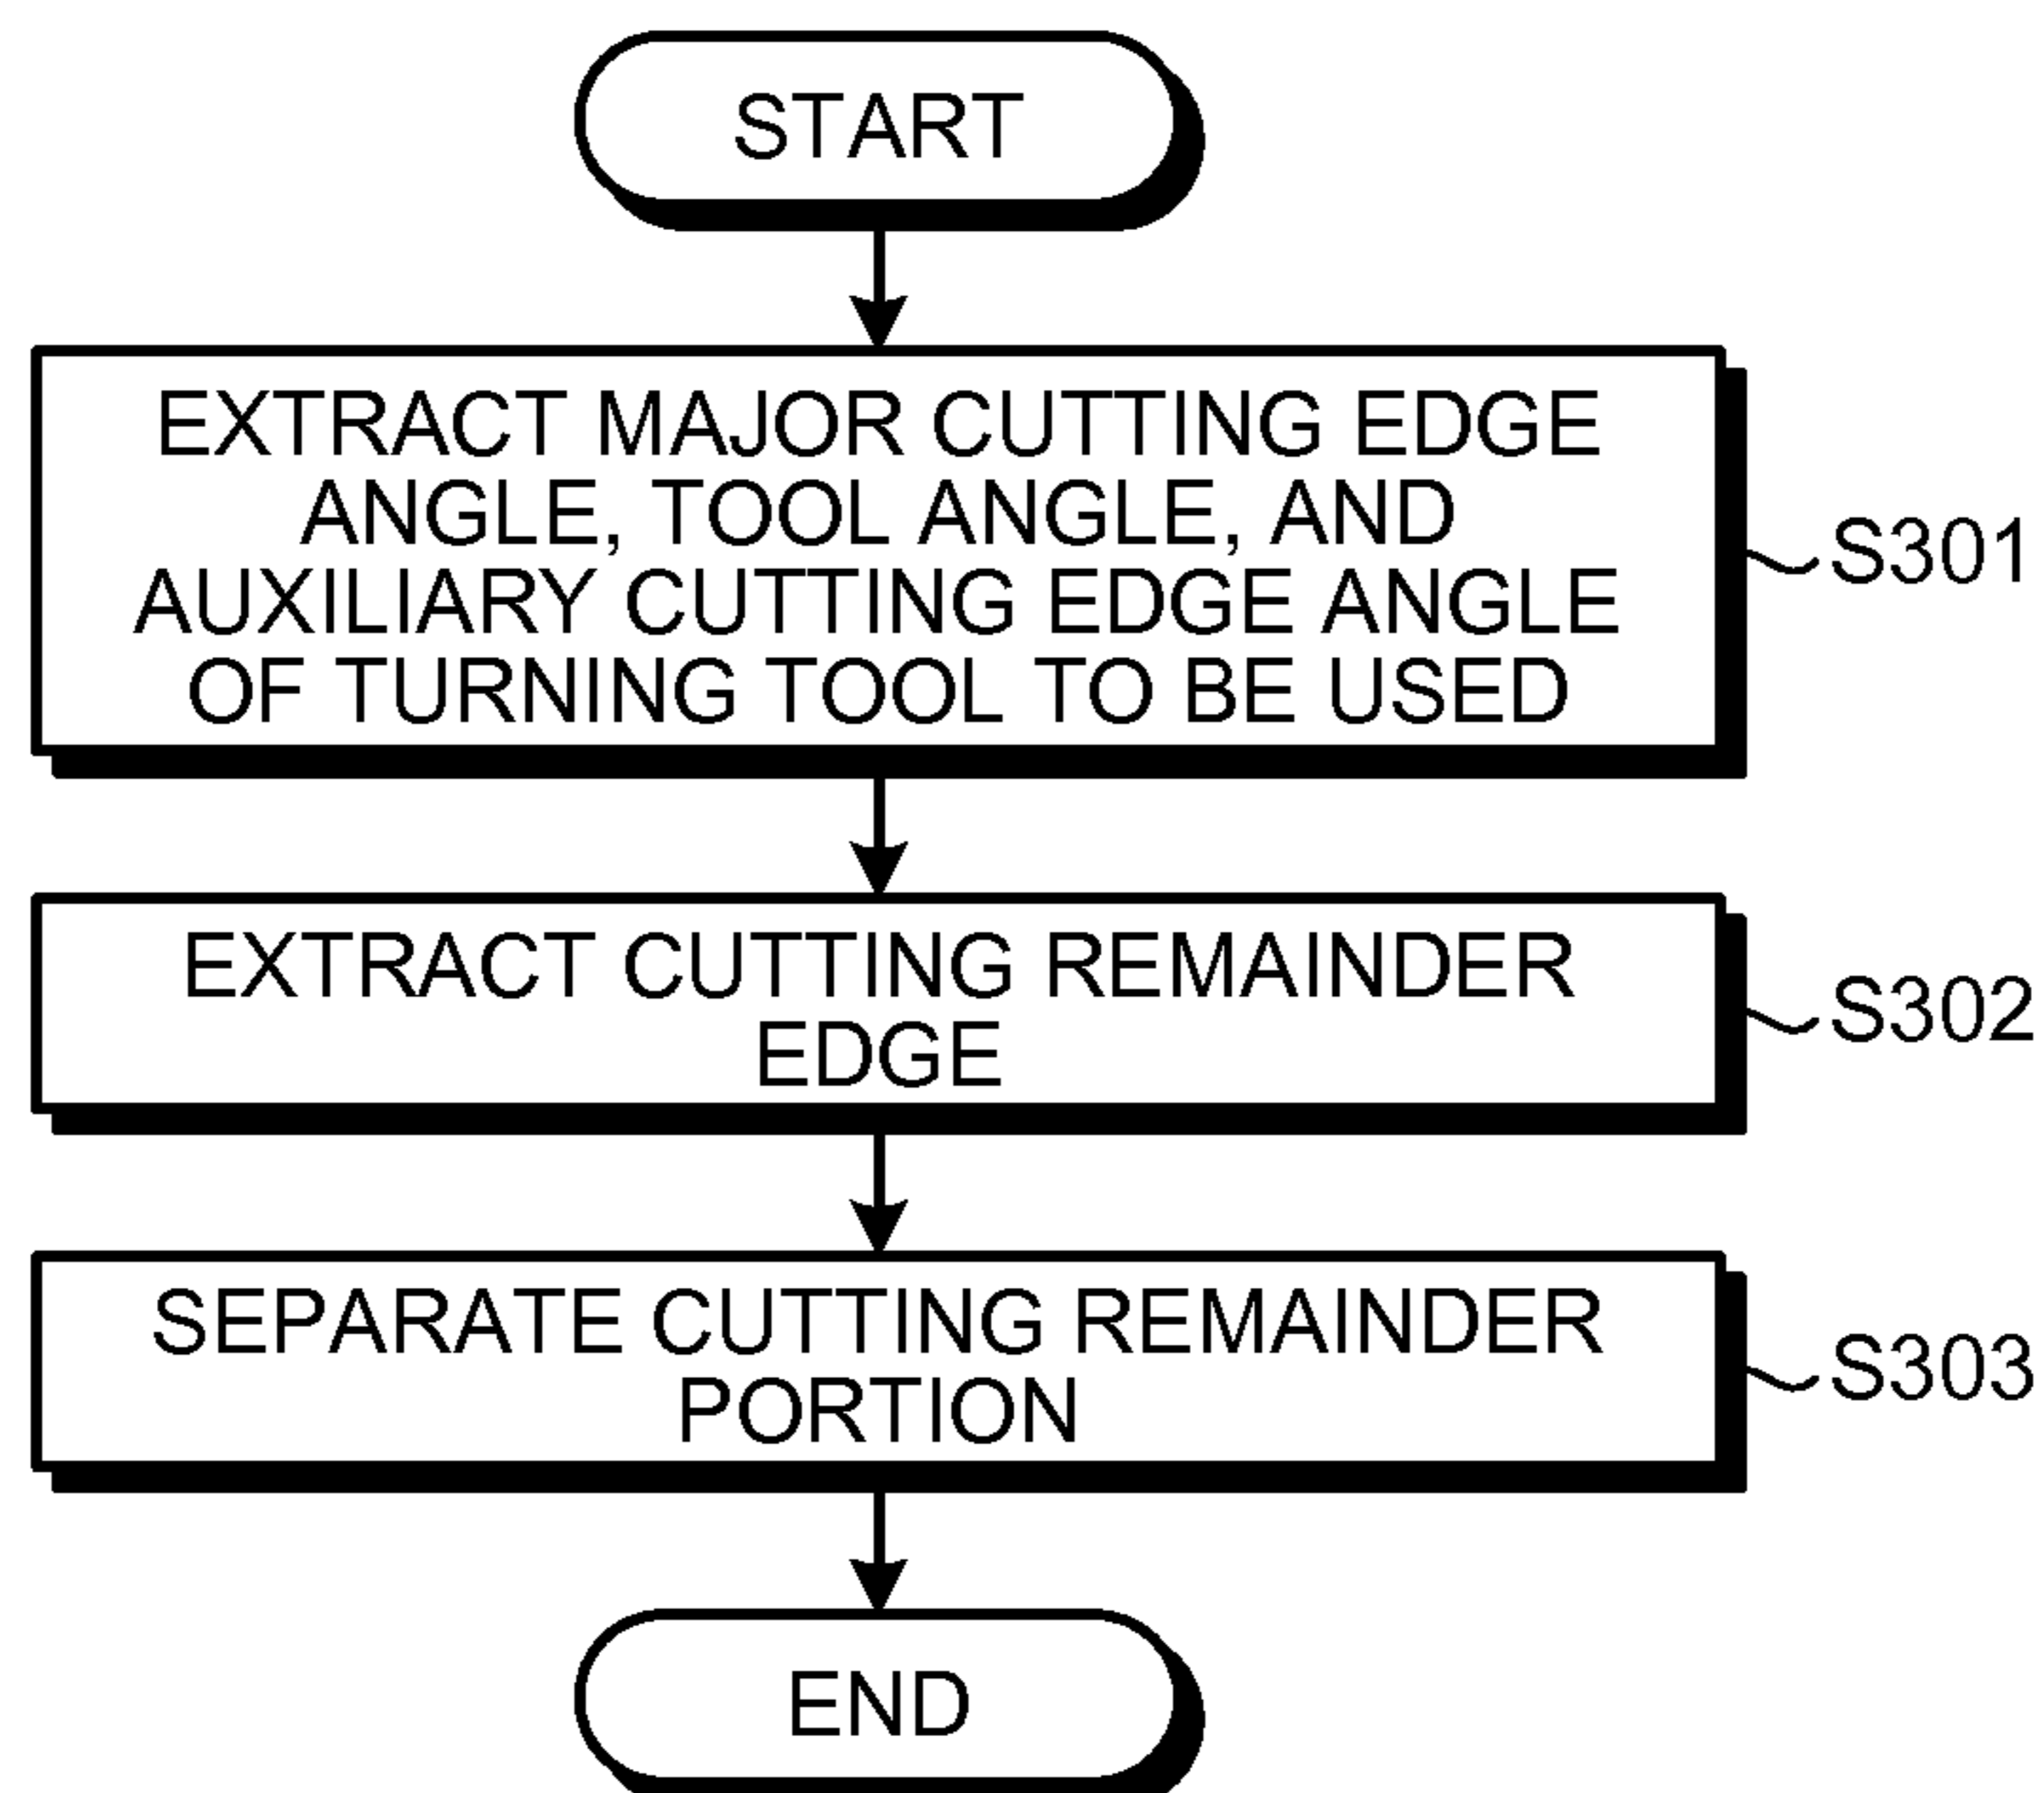 START
EXTRACT MAJOR CUTTING EDGE
ANGLE, TOOL ANGLE, AND
AUXILIARY CUTTING EDGE ANGLE
OF TURNING TOOL TO BE USED
S301
EXTRACT CUTTING REMAINDER
EDGE
S302
SEPARATE CUTTING REMAINDER
PORTION
S303
END